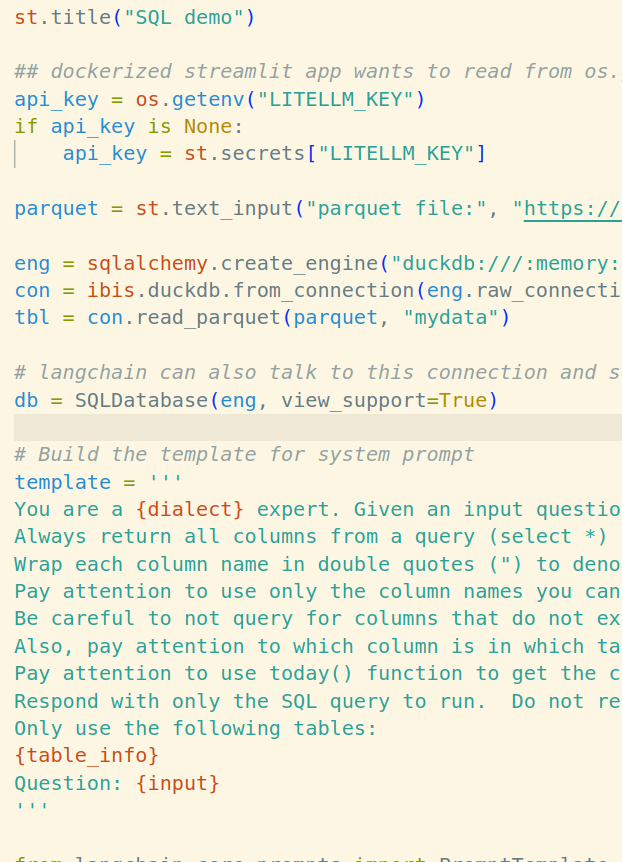 st.title("SQL demo")
## dockerized streamlit app wants to read from os.
api_key = os.getenv("LITELLM_KEY")
if api_key is None:
    api_key = st.secrets["LITELLM_KEY"]
parquet = st.text_input("parquet file:", "https://
eng = sqlalchemy.create_engine("duckdb:///:memory:
con = ibis.duckdb.from_connection(eng.raw_connecti
tbl = con.read_parquet(parquet, "mydata")
# langchain can also talk to this connection and s
db = SQLDatabase(eng, view_support=True)
# Build the template for system prompt
template = '''
You are a {dialect} expert. Given an input questio
Always return all columns from a query (select *)
Wrap each column name in double quotes (") to deno
Pay attention to use only the column names you can
Be careful to not query for columns that do not ex
Also, pay attention to which column is in which ta
Pay attention to use today() function to get the c
Respond with only the SQL query to run.  Do not re
Only use the following tables:
{table_info}
Question: {input}
'''
from langchain_core.prompts import PromptTemplate